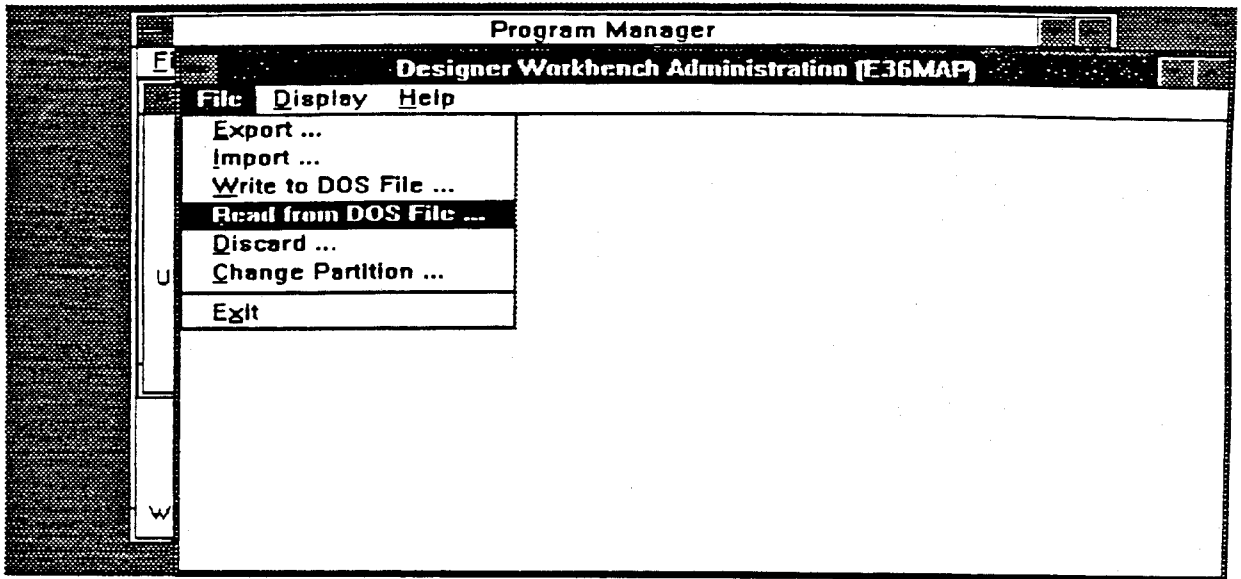 Program Manager
Designer Workbench Administration [E36MAP]
File Display Help
Export ...
Import ...
Write to DOS File ...
Read from DOS File ...
Discard ...
Change Partition ...
Exit
U
W